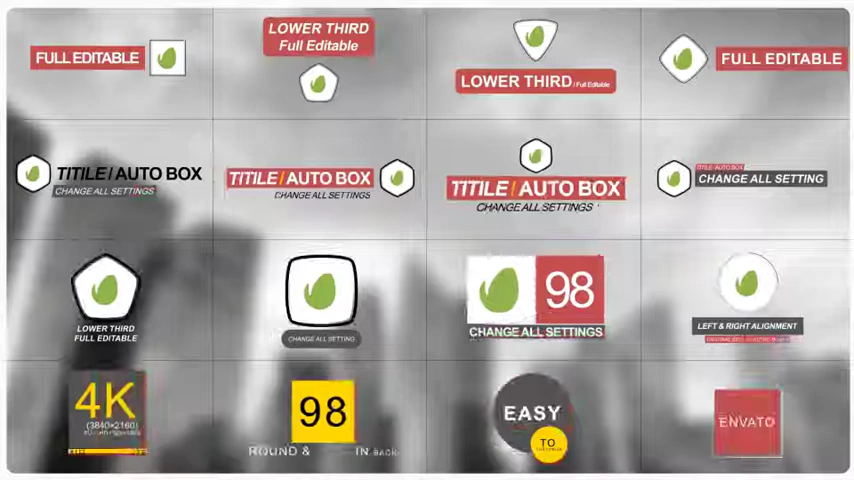 FULL EDITABLE
LOWER THIRD
Full Editable
LOWER THIRD / Full Editable
FULL EDITABLE
TITILE / AUTO BOX
CHANGE ALL SETTINGS
TITILE / AUTO BOX
CHANGE ALL SETTINGS
TITILE / AUTO BOX
CHANGE ALL SETTINGS
TITILE / AUTO BOX
CHANGE ALL SETTING
LOWER THIRD
FULL EDITABLE
CHANGE ALL SETTING
98
CHANGE ALL SETTINGS
LEFT & RIGHT ALIGNMENT
4K
(3840×2160)
98
ROUND & IN BACK
EASY
TO
ENVATO